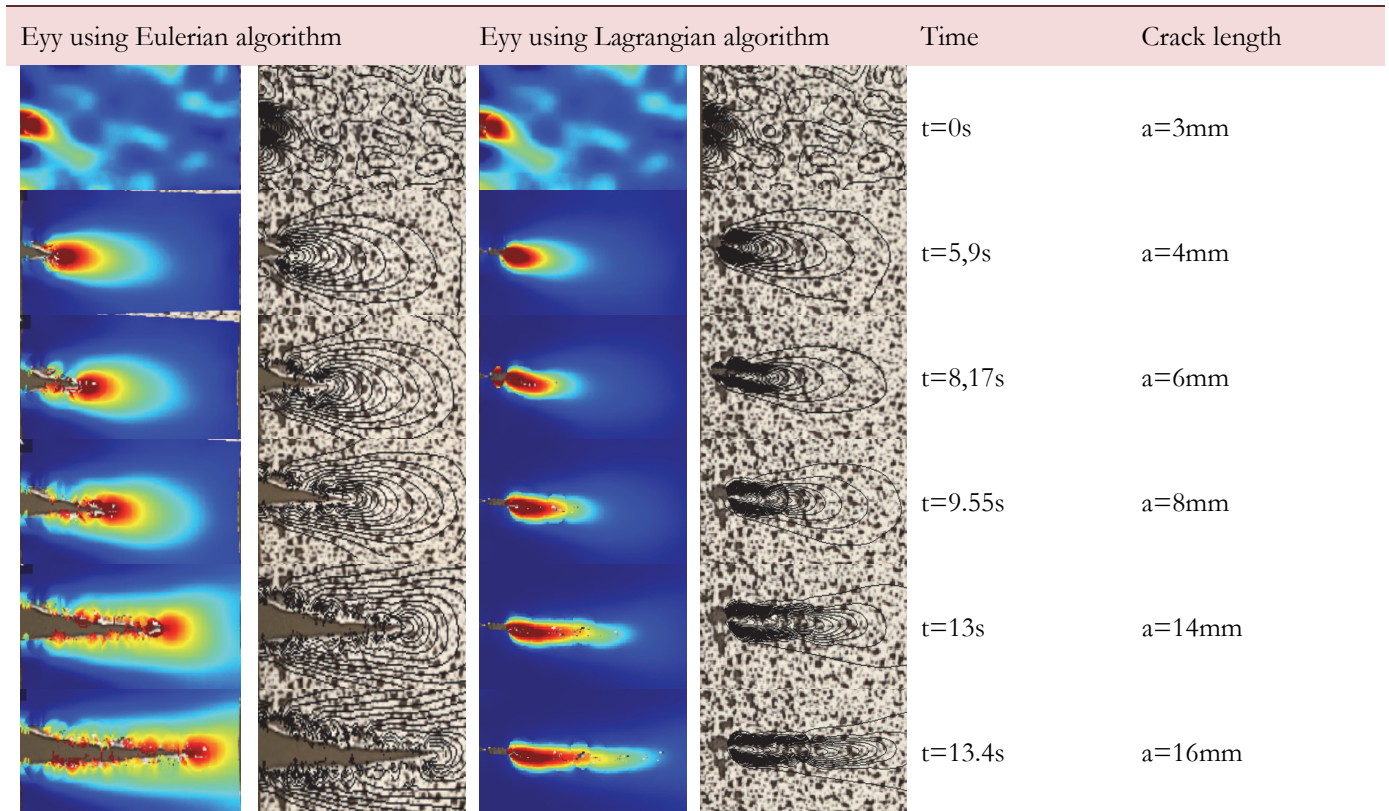 Eyy using Eulerian algorithm Eyy using Lagrangian algorithm Time Crack length
t=0s a=3mm
t=5,9s a=4mm
t=8,17s a=6mm
t=9.55s a=8mm
t=13s a=14mm
t=13.4s a=16mm